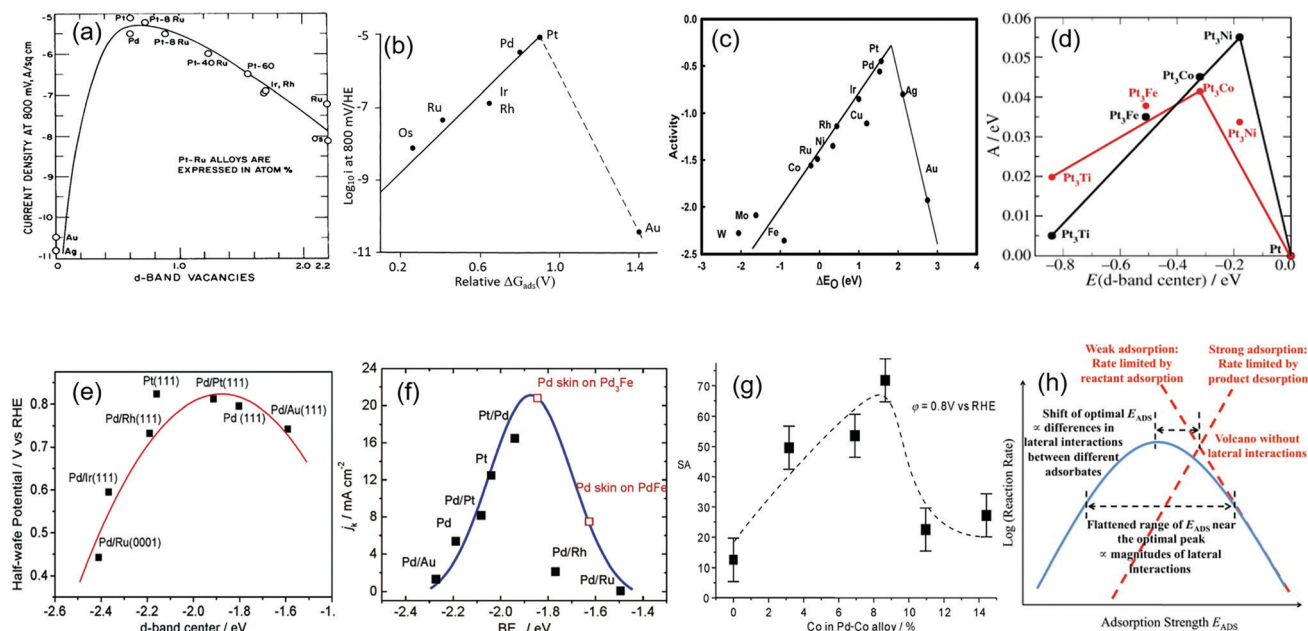 (a)
CURRENT DENSITY AT 800 mV, A/sq cm
-5
-6
-7
-8
-9
-10
-11
Pt
Pt-8 Ru
Pd
Pt-8Ru
Pt-40Ru
Pt-60
Ir, Rh
Ru
Os
Pt-Ru ALLOYS ARE
EXPRESSED IN ATOM %
Au
Ag
0
1.0
2.0
2.2
d-BAND VACANCIES
(b)
Log10 i at 800 mV/HE
-5
-7
-9
-11
Pt
Pd
Ir
Rh
Ru
Os
Au
0.2
0.6
1.0
1.4
Relative ΔGads(V)
(c)
Activity
0.0
-0.5
-1.0
-1.5
-2.0
-2.5
Pt
Pd
Ag
Ir
Cu
Rh
Ni
Ru
Co
Au
Mo
W
Fe
-3
-2
-1
0
1
2
3
4
ΔEO (eV)
(d)
A / eV
0.06
0.05
0.04
0.03
0.02
0.01
0.00
Pt3Ni
Pt3Co
Pt3Co
Pt3Fe
Pt3Fe
Pt3Ni
Pt3Ti
Pt3Ti
Pt
-0.8
-0.6
-0.4
-0.2
0.0
E(d-band center) / eV
(e)
Half-wafe Potential / V vs RHE
0.8
0.7
0.6
0.5
0.4
Pt(111)
Pd/Pt(111)
Pd/Rh(111)
Pd (111)
Pd/Au(111)
Pd/Ir(111)
Pd/Ru(0001)
-2.6
-2.4
-2.2
-2.0
-1.8
-1.6
-1.4
-1.
d-band center / eV
(f)
jk / mA cm-2
24
20
16
12
8
4
0
Pd skin on Pd3Fe
Pt/Pd
Pt
Pd skin on PdFe
Pd/Pt
Pd
Pd/Au
Pd/Rh
Pd/Ru
-2.4
-2.2
-2.0
-1.8
-1.6
-1.4
/ eV
(g)
SA
70
60
50
40
30
20
10
0
φ = 0.8V vs RHE
0
2
4
6
8
10
12
14
Co in Pd-Co alloy / %
(h)
Weak adsorption:
Rate limited by
reactant adsorption
Strong adsorption:
Rate limited by
product desorption
Shift of optimal EADS
∝ differences in
lateral interactions
between different
adsorbates
Volcano without
lateral interactions
Flattened range of EADS near
the optimal peak
∝ magnitudes of lateral
interactions
Log (Reaction Rate)
Adsorption Strength EADS